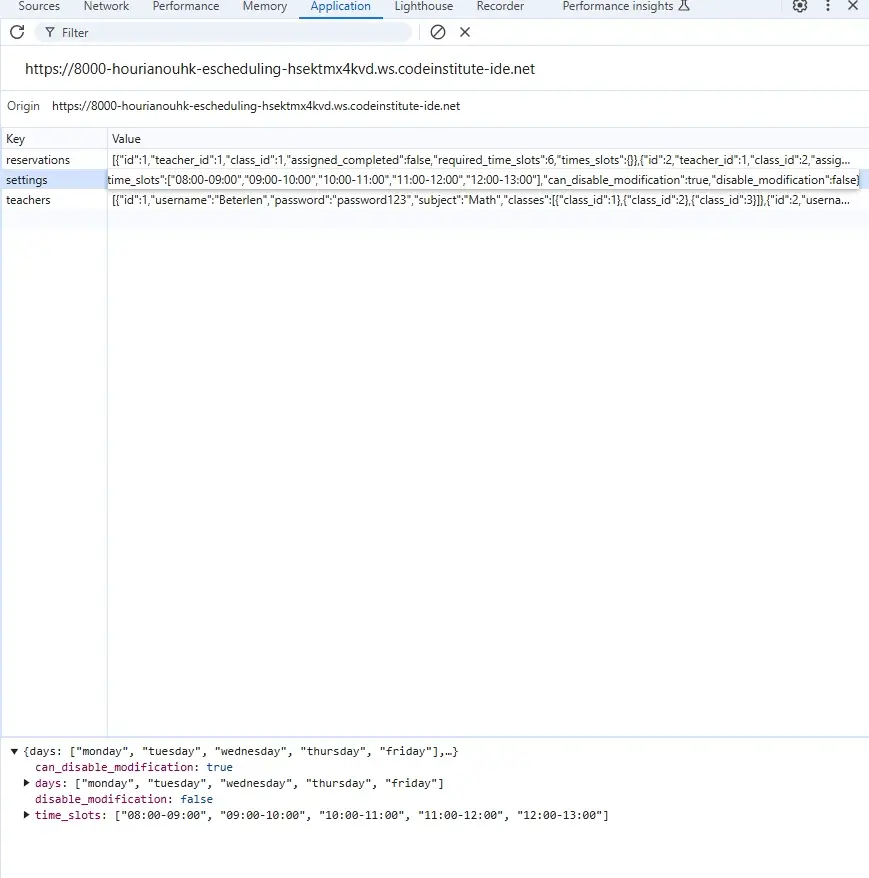 Sources Network Performance Memory Application Lighthouse Recorder Performance insights
Filter
https://8000-hourianouhk-escheduling-hsektmx4kvd.ws.codeinstitute-ide.net
Origin https://8000-hourianouhk-escheduling-hsektmx4kvd.ws.codeinstitute-ide.net
Key Value
reservations [{"id":1,"teacher_id":1,"class_id":1,"assigned_completed":false,"required_time_slots":6,"times_slots":{}},{"id":2,"teacher_id":1,"class_id":2,"assig...
settings time_slots":["08:00-09:00","09:00-10:00","10:00-11:00","11:00-12:00","12:00-13:00"],"can_disable_modification":true,"disable_modification":false}
teachers [{"id":1,"username":"Beterlen","password":"password123","subject":"Math","classes":[{"class_id":1},{"class_id":2},{"class_id":3}]},{"id":2,"userna...
{days: ["monday", "tuesday", "wednesday", "thursday", "friday"],…}
can_disable_modification: true
days: ["monday", "tuesday", "wednesday", "thursday", "friday"]
disable_modification: false
time_slots: ["08:00-09:00", "09:00-10:00", "10:00-11:00", "11:00-12:00", "12:00-13:00"]